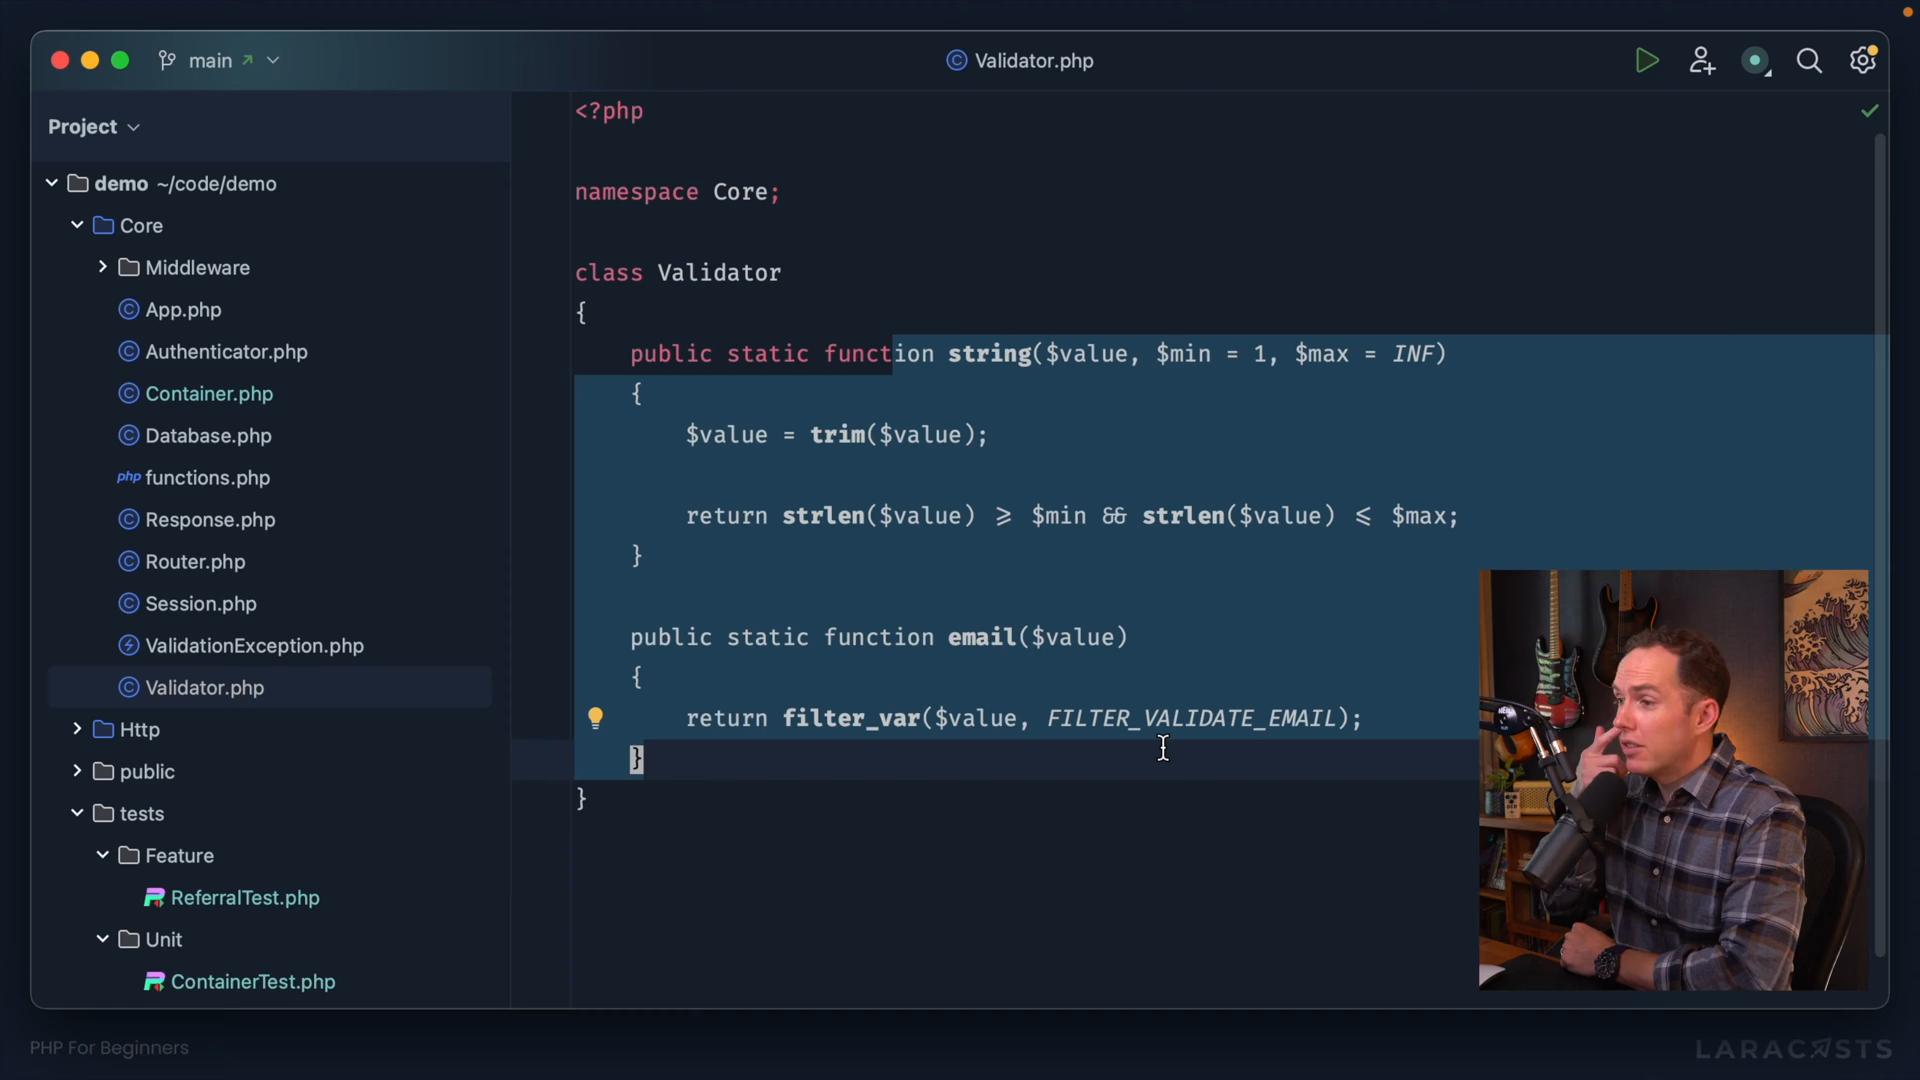 main
Validator.php
Project
demo ~/code/demo
Core
Middleware
App.php
Authenticator.php
Container.php
Database.php
php functions.php
Response.php
Router.php
Session.php
ValidationException.php
Validator.php
Http
public
tests
Feature
ReferralTest.php
Unit
ContainerTest.php
<?php
namespace Core;
class Validator
{
public static function string($value, $min = 1, $max = INF)
{
$value = trim($value);
return strlen($value) ⩾ $min && strlen($value) ⩽ $max;
}
public static function email($value)
{
return filter_var($value, FILTER_VALIDATE_EMAIL);
}
}
PHP For Beginners
LARACASTS